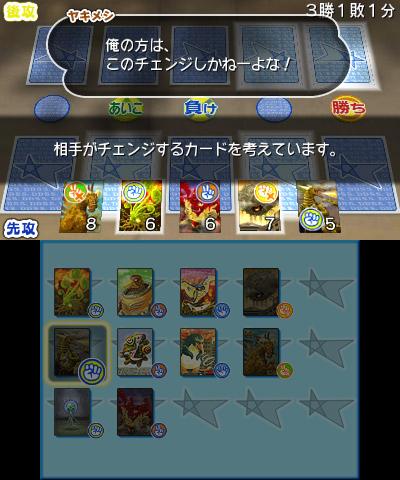 後攻
ヤキメシ
3勝1敗1分
俺の方は、
このチェンジしかねーよな！
あいこ
負け
勝ち
相手がチェンジするカードを考えています。
先攻
8
6
6
7
5